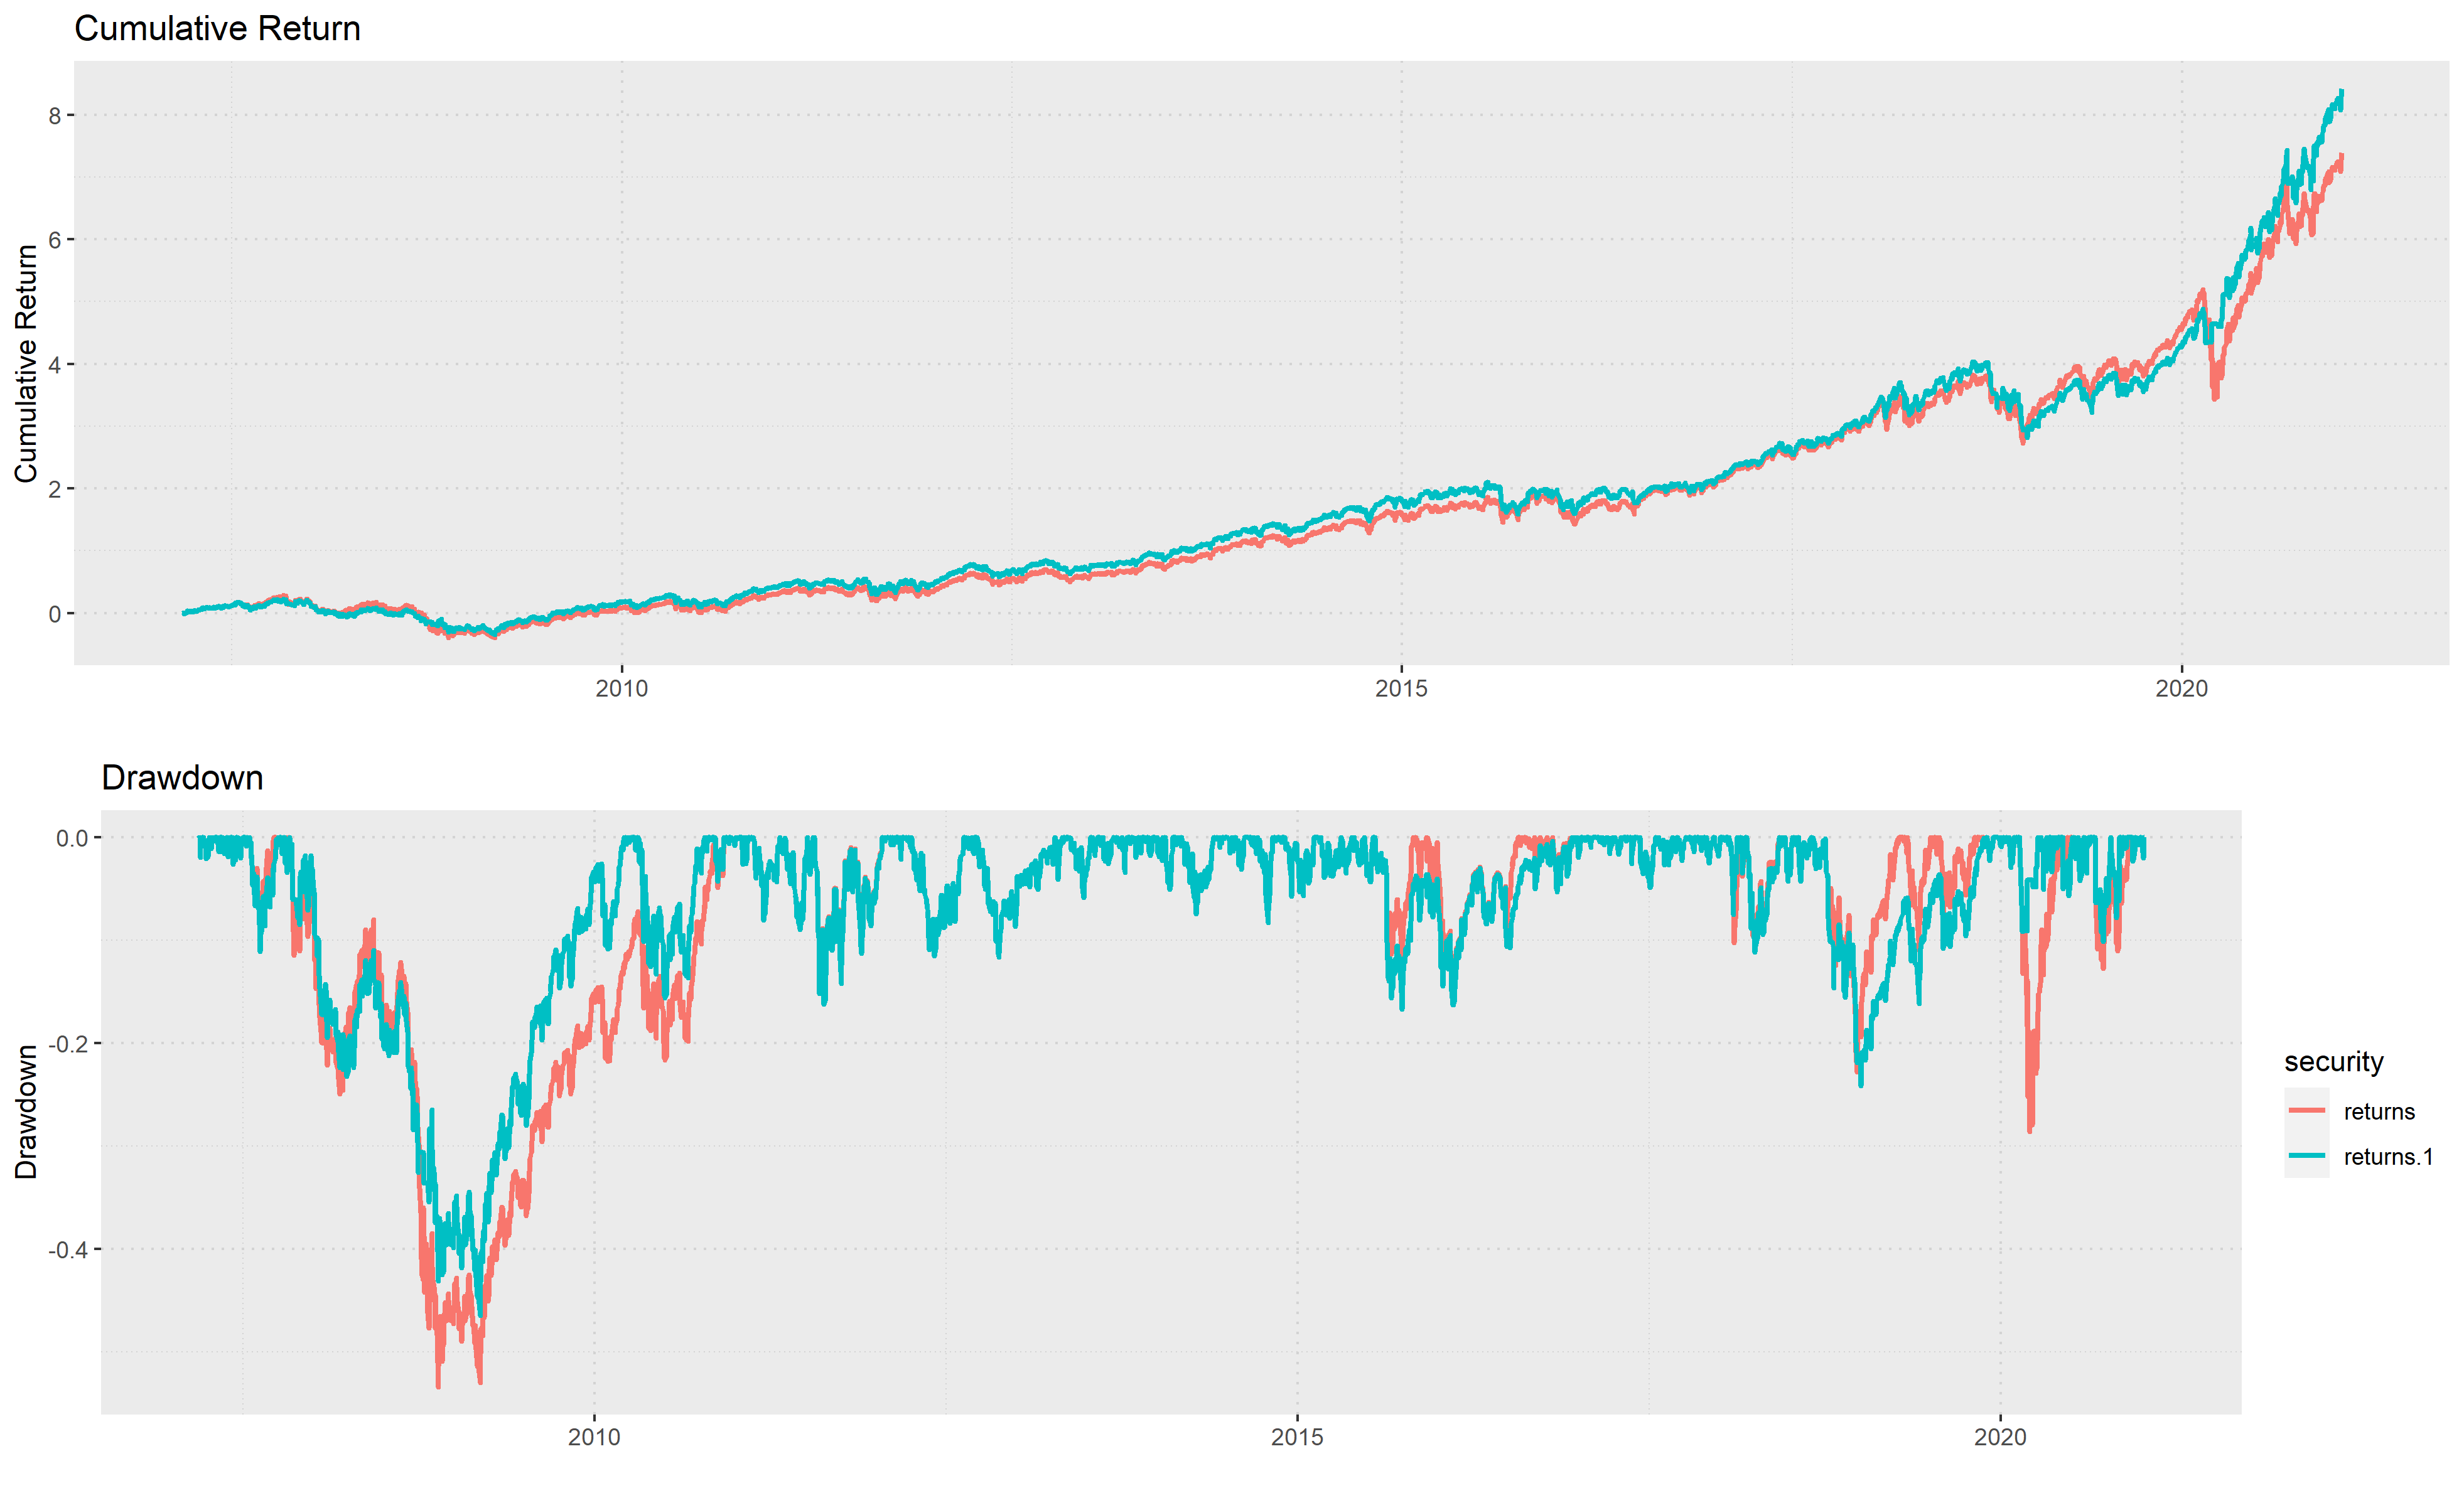 Cumulative Return
Cumulative Return
8
6
4
2
0
2010
2015
2020
Drawdown
Drawdown
0.0
-0.2
-0.4
2010
2015
2020
security
returns
returns.1